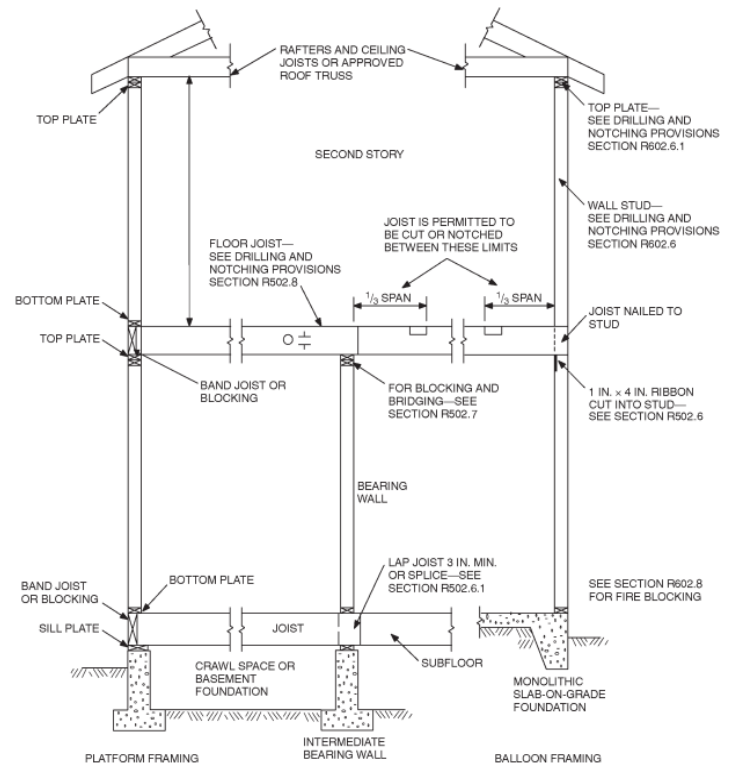 RAFTERS AND CEILING
JOISTS OR APPROVED
ROOF TRUSS
TOP PLATE
TOP PLATE—
SEE DRILLING AND
NOTCHING PROVISIONS
SECTION R602.6.1
SECOND STORY
WALL STUD—
SEE DRILLING AND
NOTCHING PROVISIONS
SECTION R602.6
JOIST IS PERMITTED TO
BE CUT OR NOTCHED
BETWEEN THESE LIMITS
FLOOR JOIST—
SEE DRILLING AND
NOTCHING PROVISIONS
SECTION R502.8
1/3 SPAN
1/3 SPAN
BOTTOM PLATE
JOIST NAILED TO
STUD
TOP PLATE
BAND JOIST OR
BLOCKING
FOR BLOCKING AND
BRIDGING—SEE
SECTION R502.7
1 IN. × 4 IN. RIBBON
CUT INTO STUD—
SEE SECTION R502.6
BEARING
WALL
BAND JOIST
OR BLOCKING
BOTTOM PLATE
LAP JOIST 3 IN. MIN.
OR SPLICE—SEE
SECTION R502.6.1
SEE SECTION R602.8
FOR FIRE BLOCKING
SILL PLATE
JOIST
SUBFLOOR
CRAWL SPACE OR
BASEMENT
FOUNDATION
MONOLITHIC
SLAB-ON-GRADE
FOUNDATION
PLATFORM FRAMING
INTERMEDIATE
BEARING WALL
BALLOON FRAMING